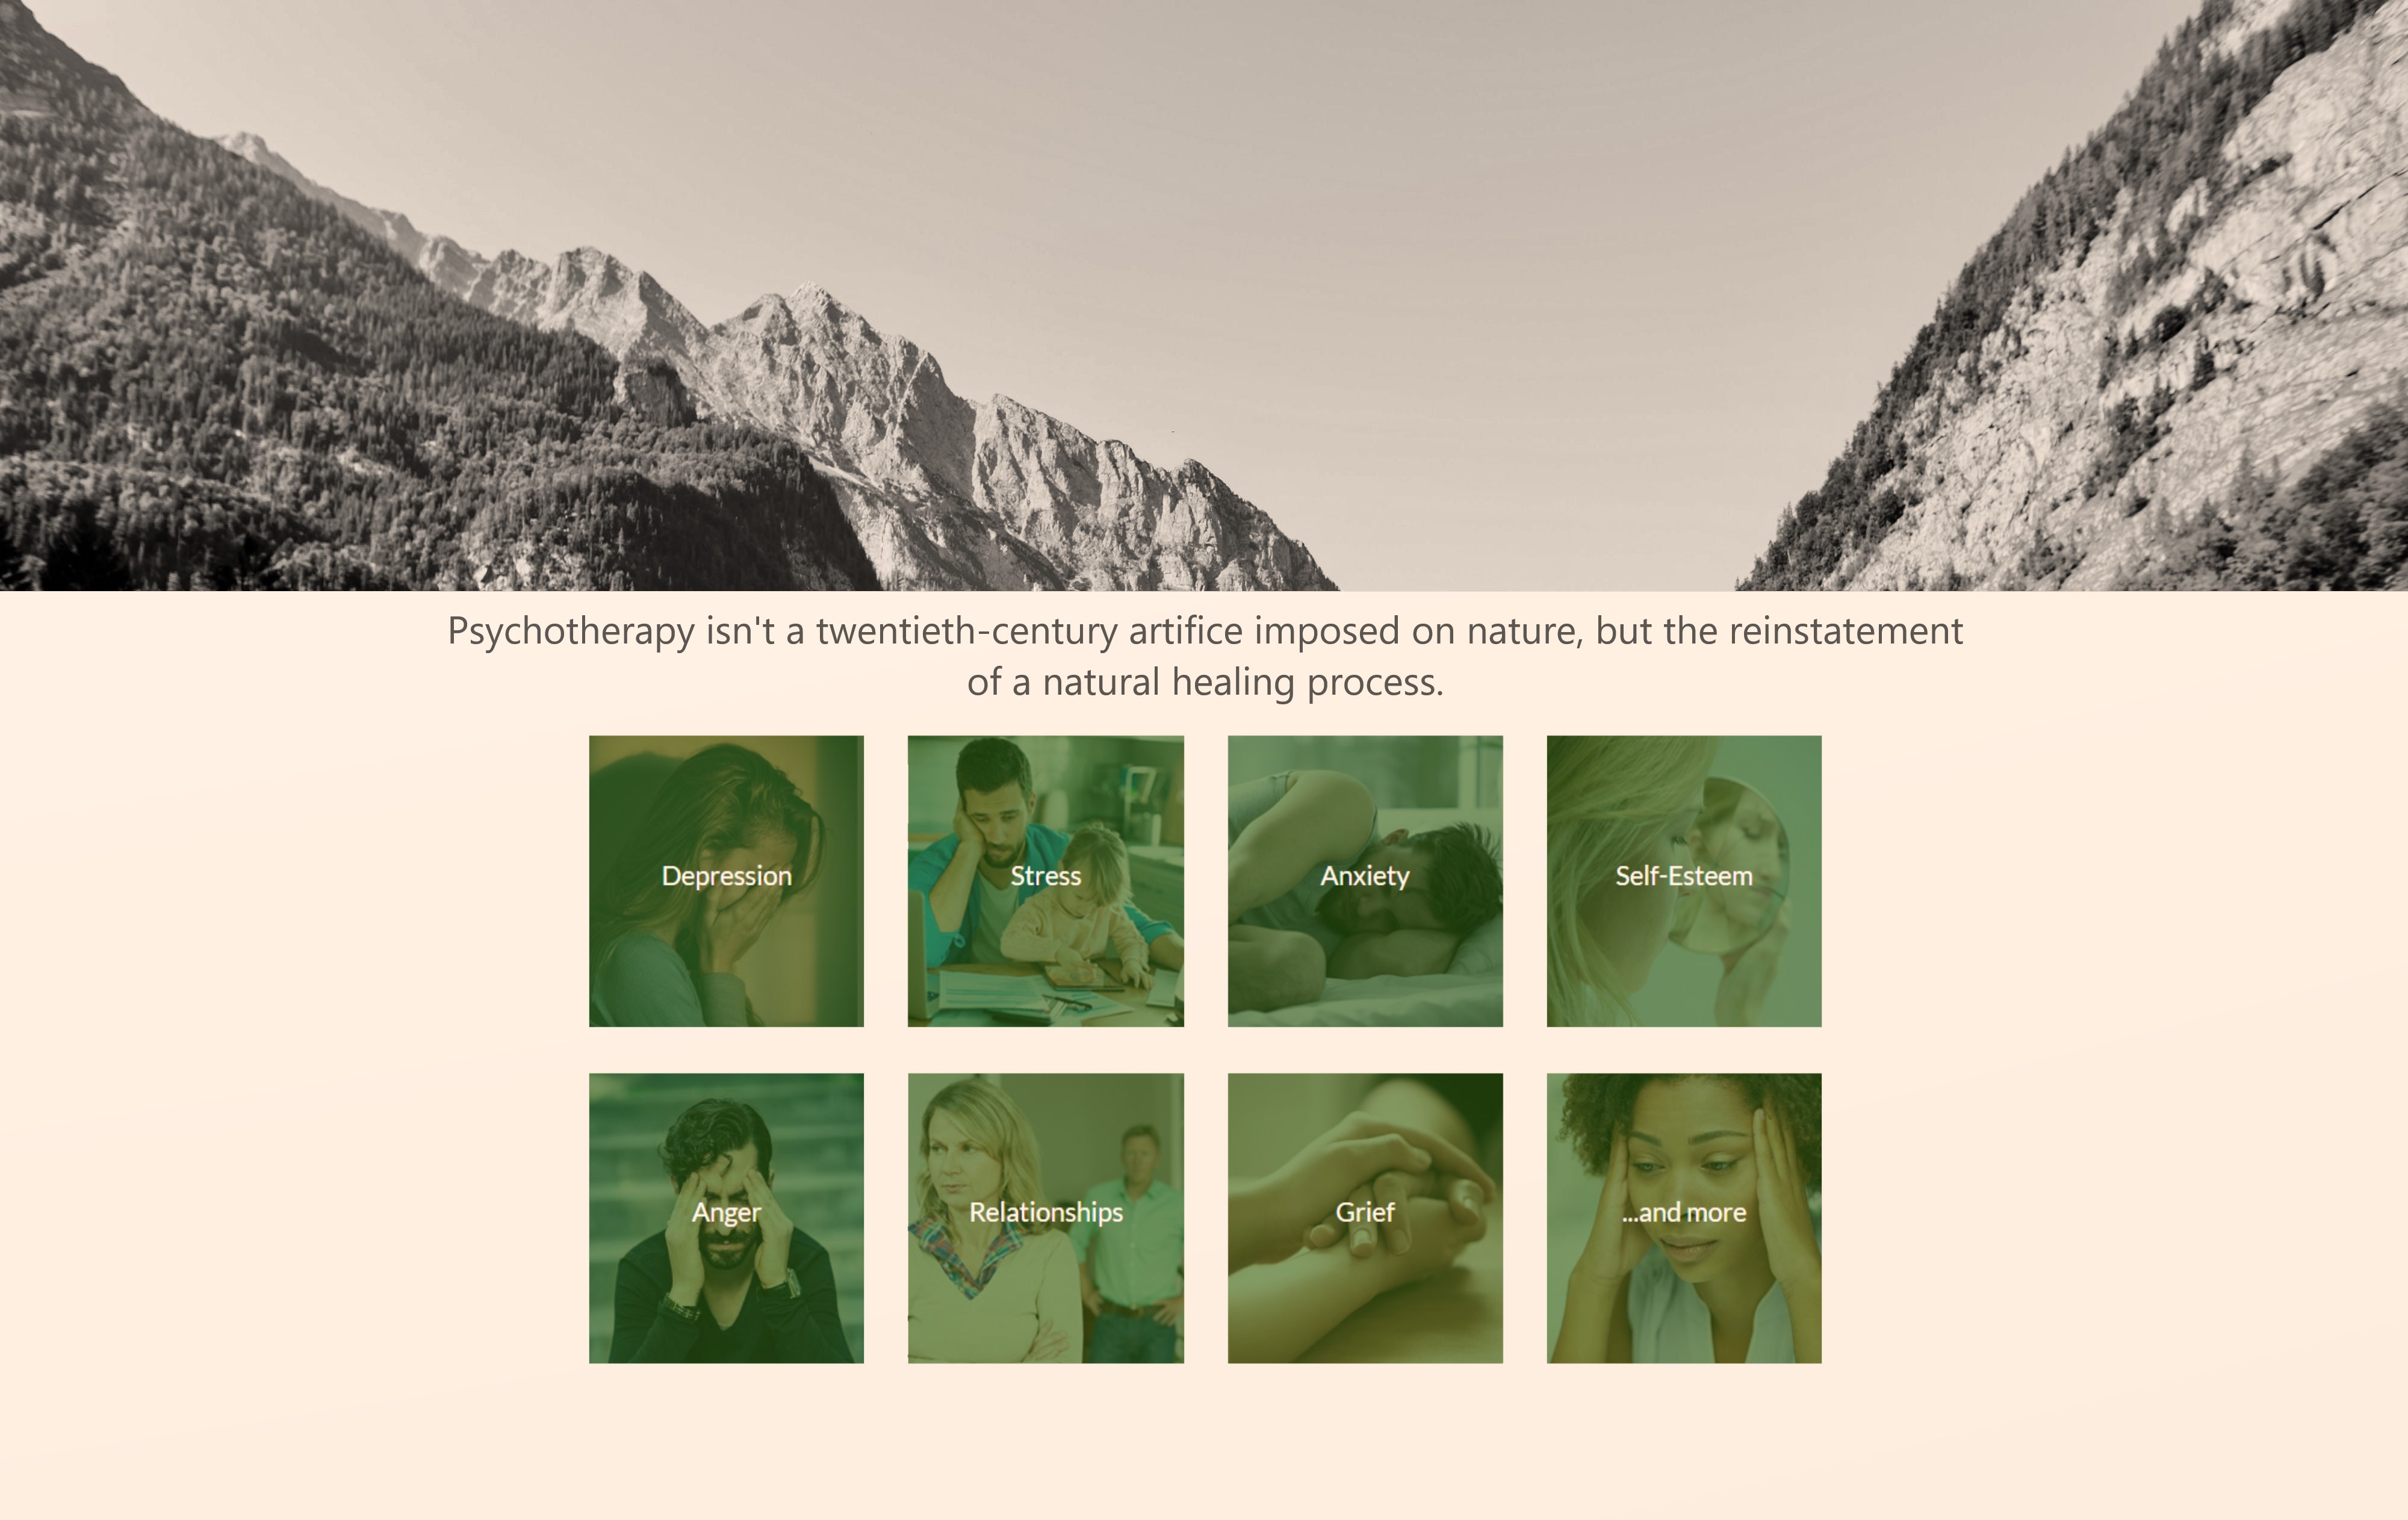 Psychotherapy isn't a twentieth-century artifice imposed on nature, but the reinstatement
of a natural healing process.
Depression
Stress
Anxiety
Self-Esteem
Anger
Relationships
Grief
...and more